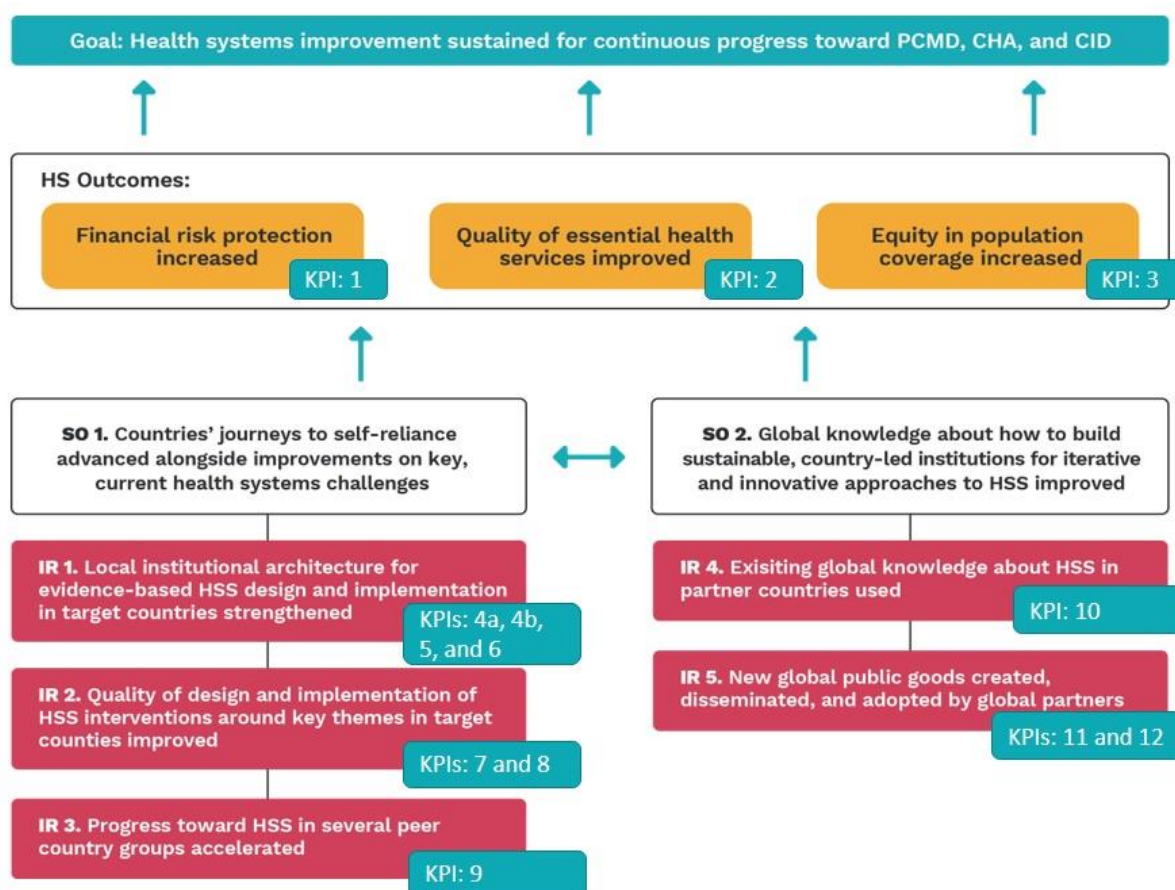 Goal: Health systems improvement sustained for continuous progress toward PCMD, CHA, and CID
HS Outcomes:
Financial risk protection
increased
KPI: 1
Quality of essential health
services improved
KPI: 2
Equity in population
coverage increased
KPI: 3
SO 1. Countries’ journeys to self-reliance
advanced alongside improvements on key,
current health systems challenges
SO 2. Global knowledge about how to build
sustainable, country-led institutions for iterative
and innovative approaches to HSS improved
IR 1. Local institutional architecture for
evidence-based HSS design and implementation
in target countries strengthened
KPIs: 4a, 4b,
5, and 6
IR 2. Quality of design and implementation of
HSS interventions around key themes in target
counties improved
KPIs: 7 and 8
IR 3. Progress toward HSS in several peer
country groups accelerated
KPI: 9
IR 4. Exisiting global knowledge about HSS in
partner countries used
KPI: 10
IR 5. New global public goods created,
disseminated, and adopted by global partners
KPIs: 11 and 12